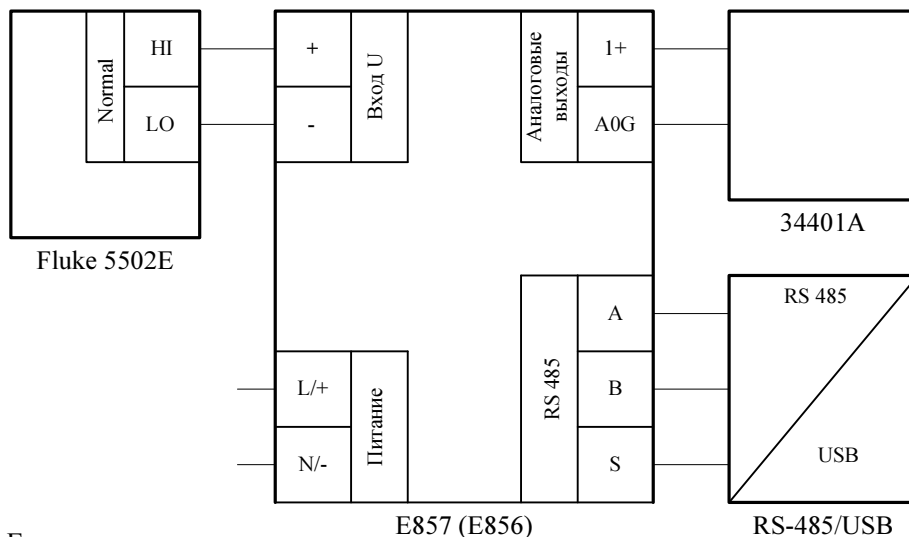 Normal
HI
LO
Fluke 5502E
+
-
Вход U
Аналоговые
выходы
1+
A0G
34401A
L/+
N/-
Питание
RS 485
A
B
S
E857 (E856)
RS 485
USB
RS-485/USB